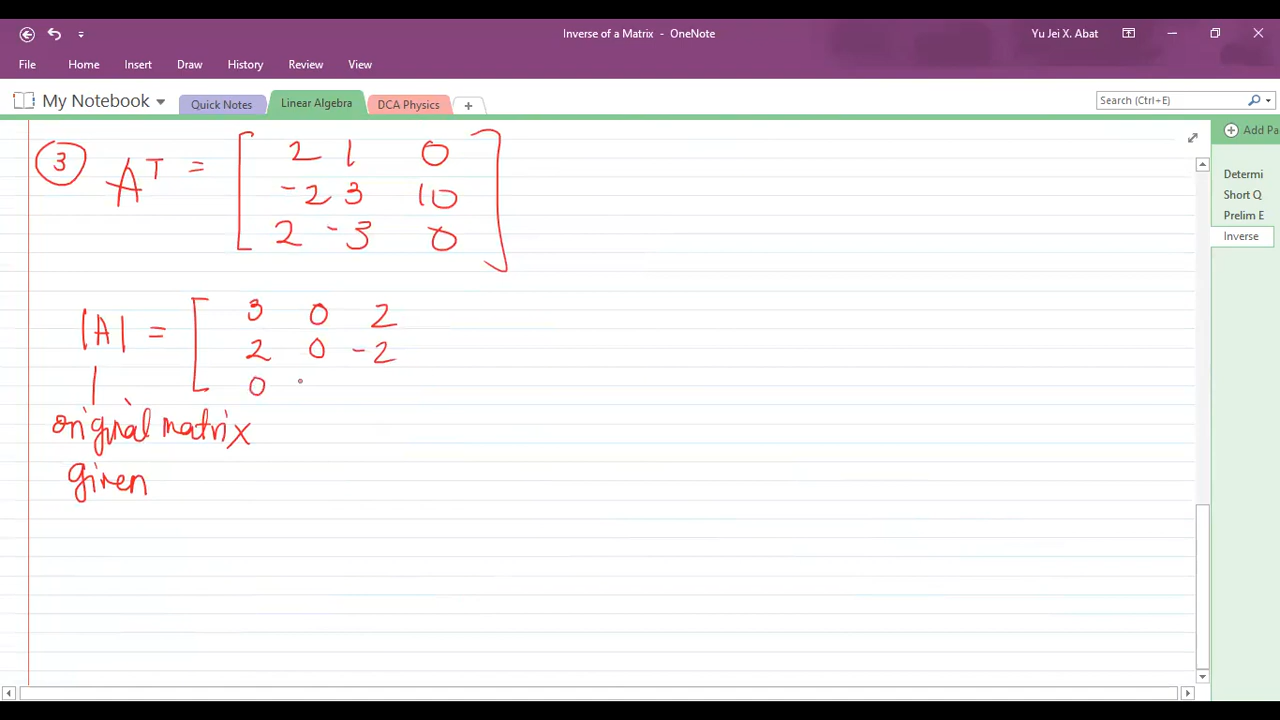 Inverse of a Matrix - OneNote
Yu Jei X. Abat
File Home Insert Draw History Review View
My Notebook Quick Notes Linear Algebra DCA Physics
Search (Ctrl+E)
Add Pa
Determi
Short Q
Prelim E
Inverse
3 A^T = [ 2 1 0
-2 3 10
2 -3 0 ]
|A| = [ 3 0 2
2 0 -2
0
original matrix
given